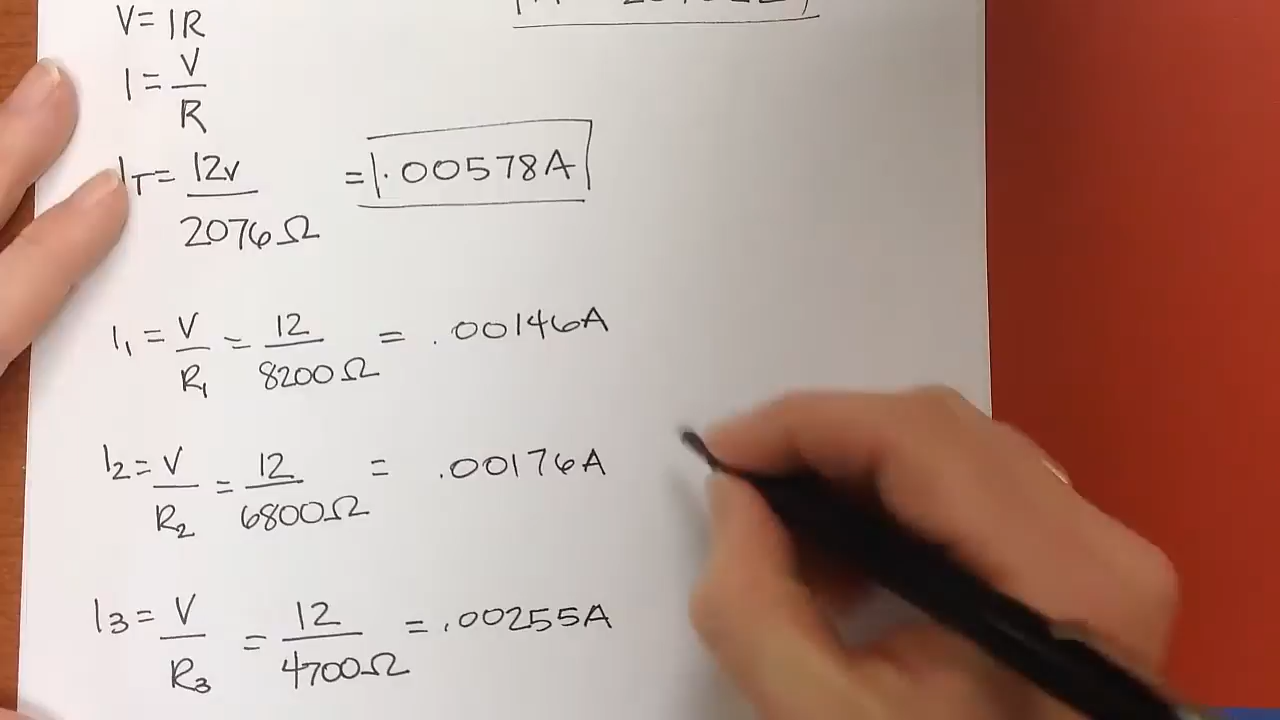 V=IR
I=V/R
I_T=12v/2076Ω =.00578A
I₁=V/R₁=12/8200Ω = .00146A
I₂=V/R₂=12/6800Ω = .00176A
I₃=V/R₃=12/4700Ω =.00255A